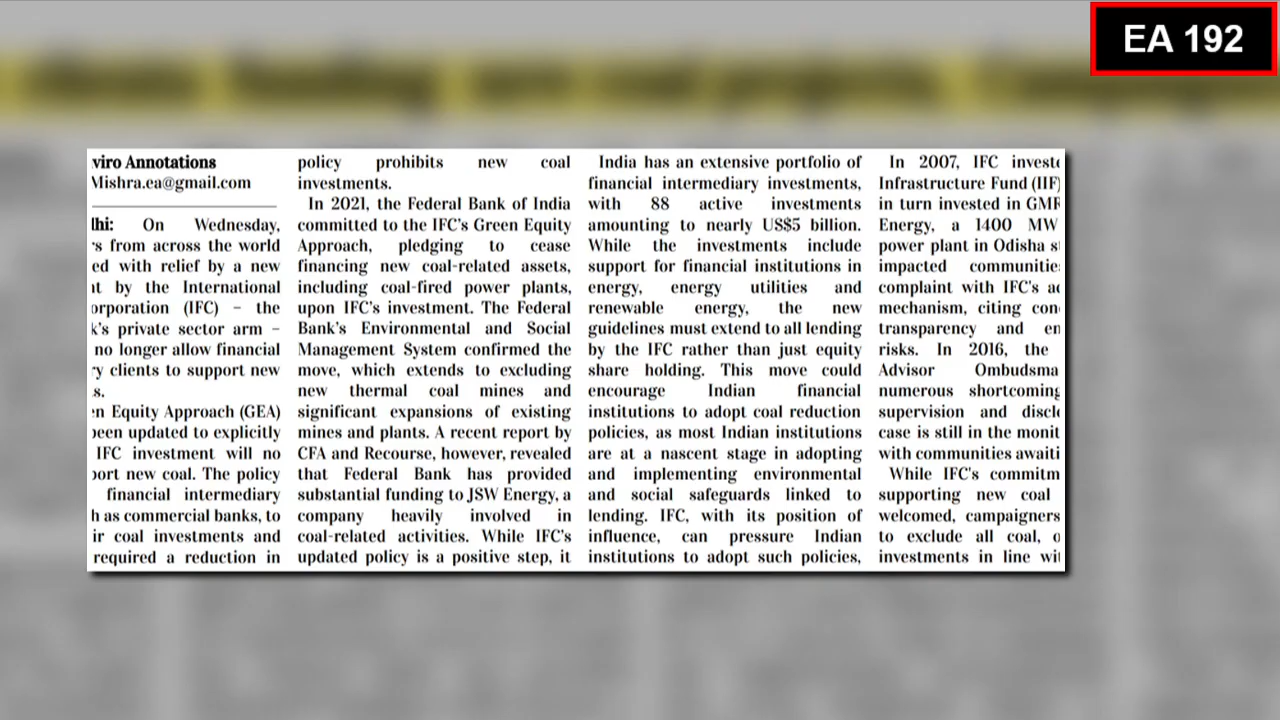 EA 192
viro Annotations
Mishra.ea@gmail.com
lhi: On Wednesday,
's from across the world
ed with relief by a new
t by the International
orporation (IFC) – the
k's private sector arm –
no longer allow financial
ry clients to support new
s.
n Equity Approach (GEA)
been updated to explicitly
IFC investment will no
port new coal. The policy
financial intermediary
h as commercial banks, to
ir coal investments and
required a reduction in
policy prohibits new coal
investments.
In 2021, the Federal Bank of India
committed to the IFC's Green Equity
Approach, pledging to cease
financing new coal-related assets,
including coal-fired power plants,
upon IFC's investment. The Federal
Bank's Environmental and Social
Management System confirmed the
move, which extends to excluding
new thermal coal mines and
significant expansions of existing
mines and plants. A recent report by
CFA and Recourse, however, revealed
that Federal Bank has provided
substantial funding to JSW Energy, a
company heavily involved in
coal-related activities. While IFC's
updated policy is a positive step, it
India has an extensive portfolio of
financial intermediary investments,
with 88 active investments
amounting to nearly US$5 billion.
While the investments include
support for financial institutions in
energy, energy utilities and
renewable energy, the new
guidelines must extend to all lending
by the IFC rather than just equity
share holding. This move could
encourage Indian financial
institutions to adopt coal reduction
policies, as most Indian institutions
are at a nascent stage in adopting
and implementing environmental
and social safeguards linked to
lending. IFC, with its position of
influence, can pressure Indian
institutions to adopt such policies,
In 2007, IFC investe
Infrastructure Fund (IIF)
in turn invested in GMR
Energy, a 1400 MW
power plant in Odisha st
impacted communitie
complaint with IFC's ac
mechanism, citing con
transparency and en
risks. In 2016, the
Advisor Ombudsma
numerous shortcoming
supervision and discl
case is still in the monit
with communities awaiti
While IFC's commitm
supporting new coal
welcomed, campaigners
to exclude all coal, o
investments in line wi